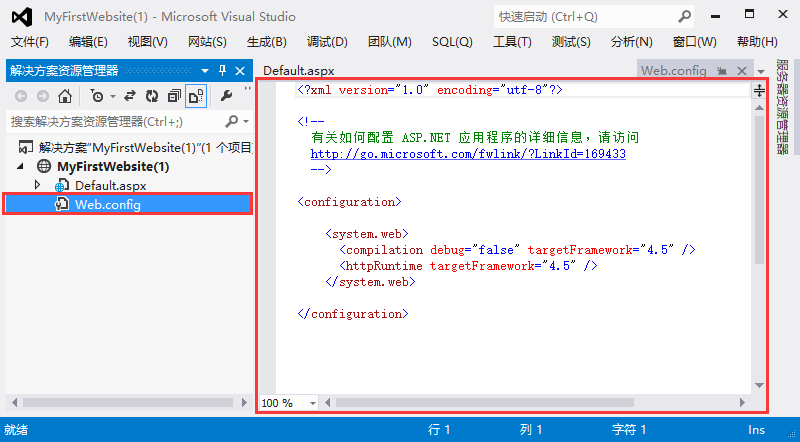 MyFirstWebsite(1) - Microsoft Visual Studio
快速启动 (Ctrl+Q)
文件(F) 编辑(E) 视图(V) 网站(S) 生成(B) 调试(D) 团队(M) SQL(Q) 工具(T) 测试(S) 分析(N) 窗口(W) 帮助(H)
解决方案资源管理器
搜索解决方案资源管理器(Ctrl+;)
解决方案"MyFirstWebsite(1)"(1 个项目)
MyFirstWebsite(1)
Default.aspx
Web.config
Default.aspx
Web.config
<?xml version="1.0" encoding="utf-8"?>
<!--
有关如何配置 ASP.NET 应用程序的详细信息，请访问
http://go.microsoft.com/fwlink/?LinkId=169433
-->
<configuration>
<system.web>
<compilation debug="false" targetFramework="4.5" />
<httpRuntime targetFramework="4.5" />
</system.web>
</configuration>
100 %
服务器资源管理器
就绪
行 1
列 1
字符 1
Ins